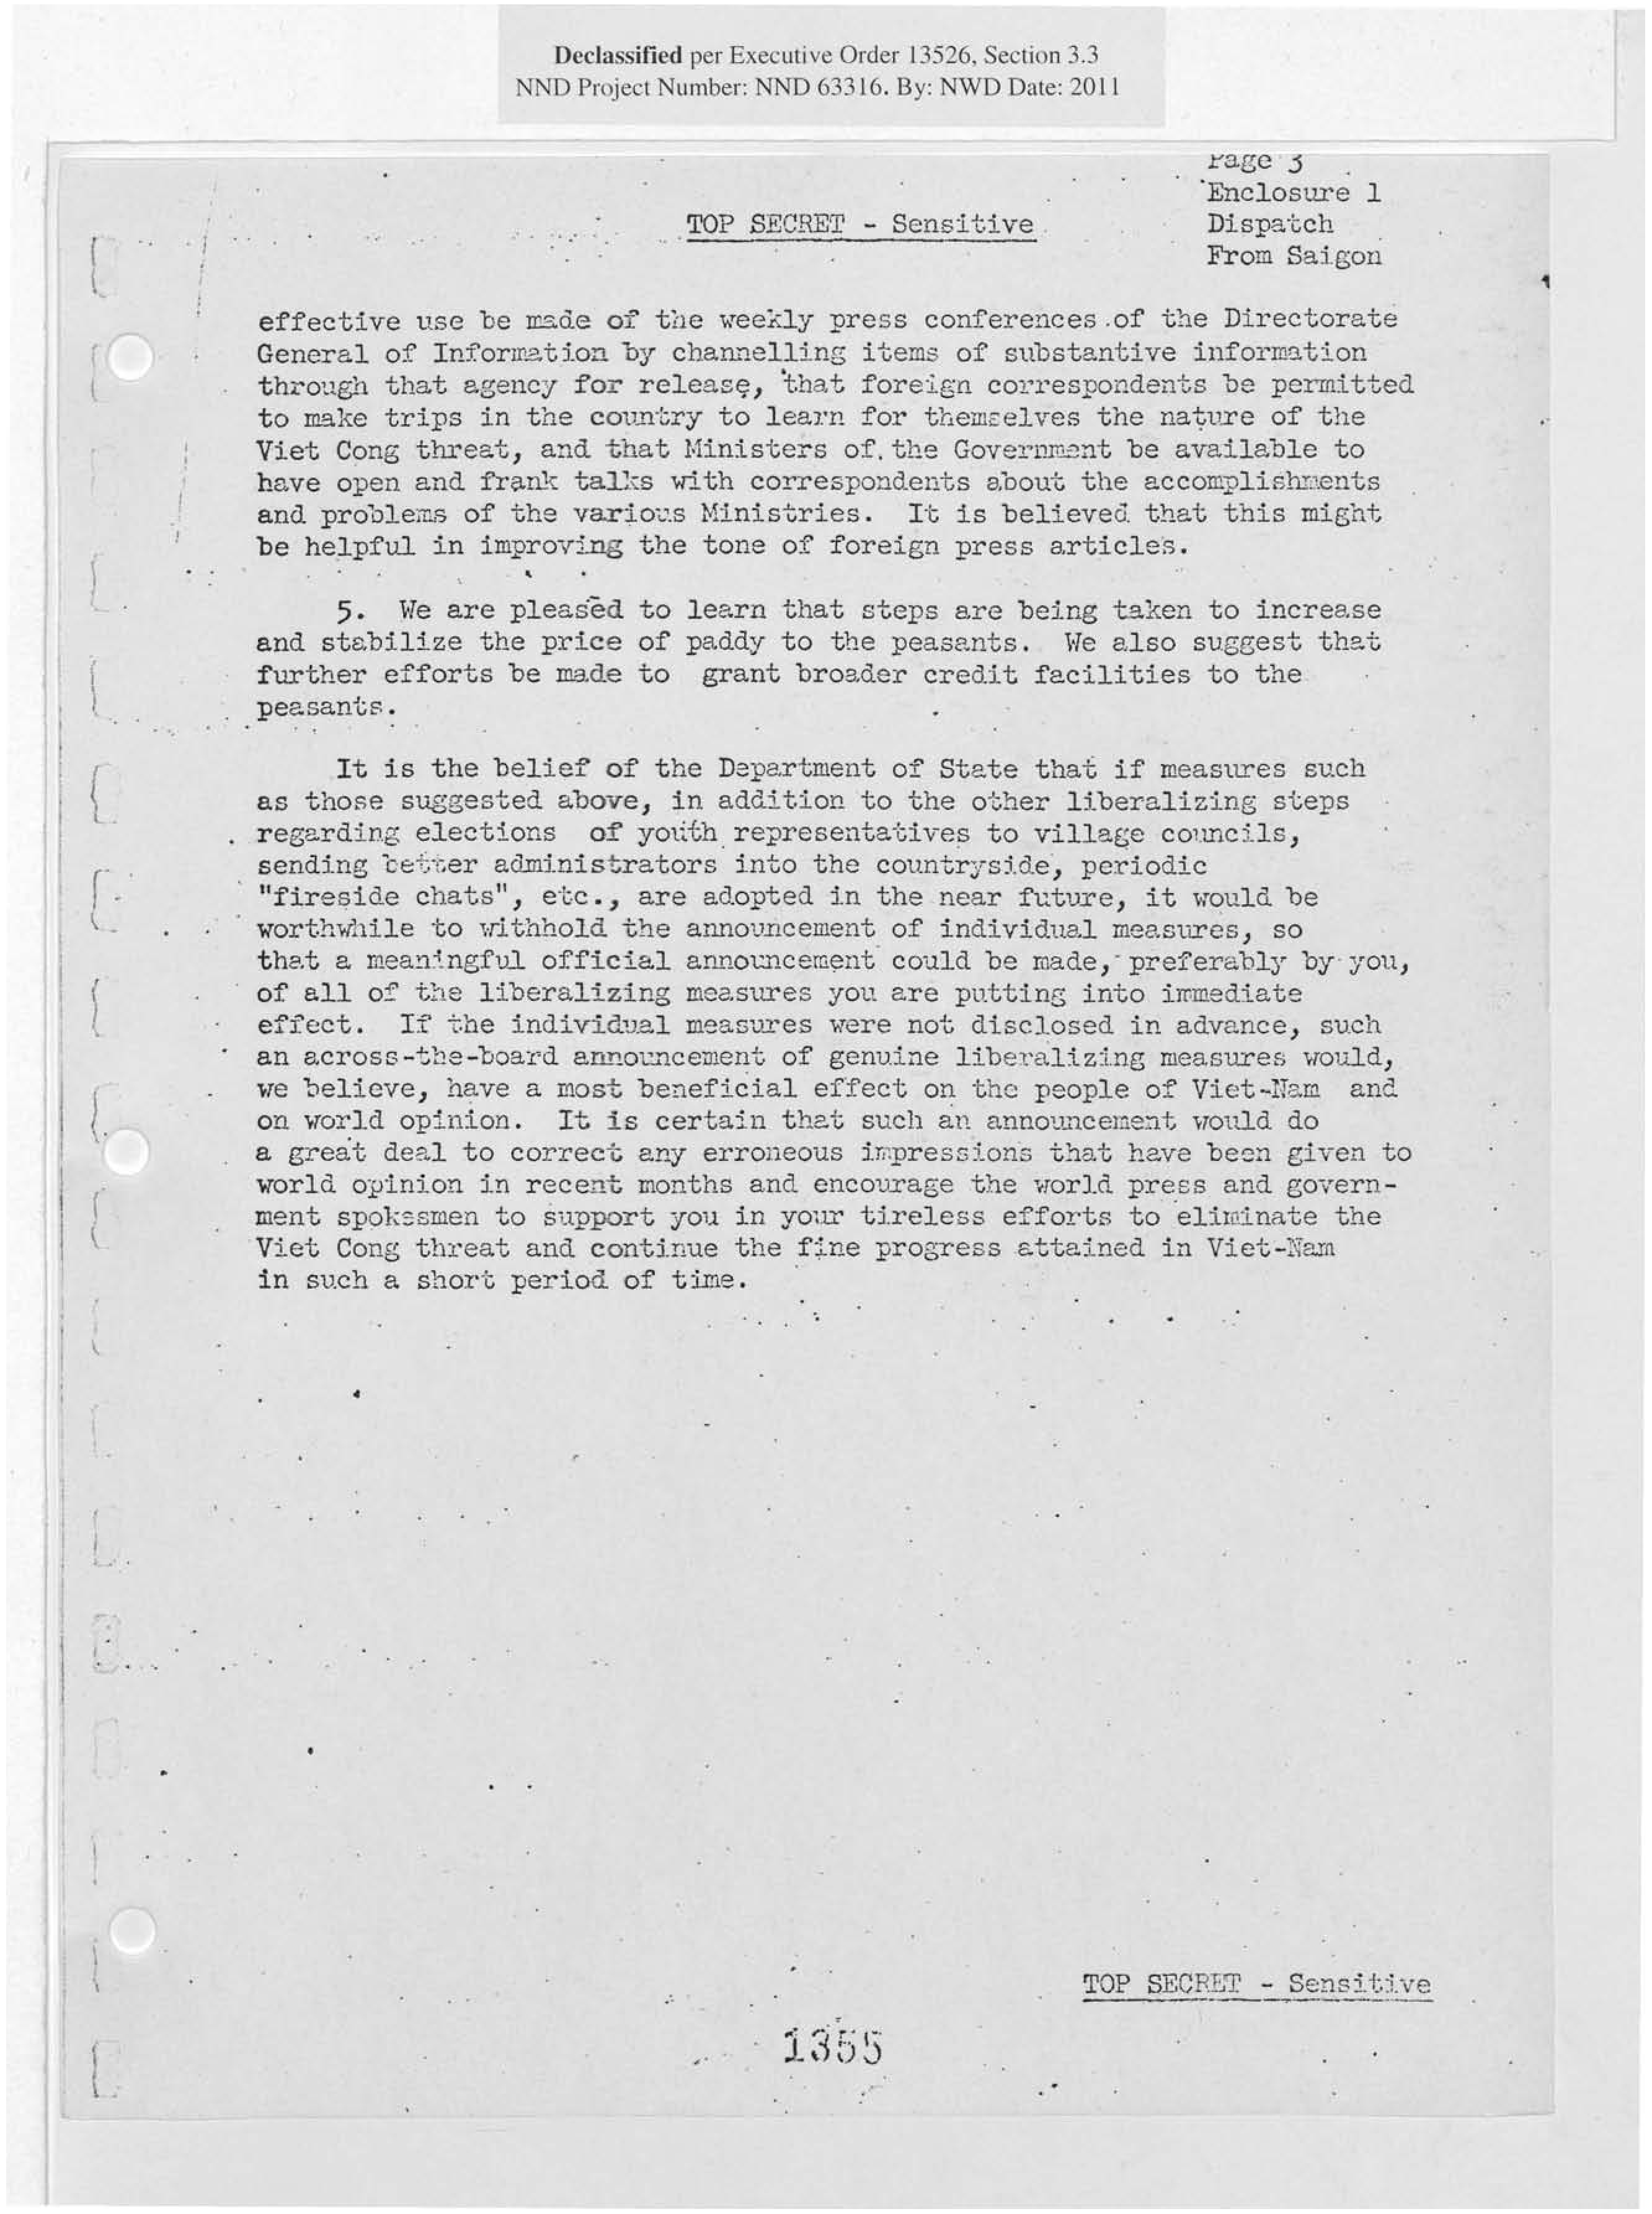 Declassified per Executive Order 13526, Section 3.3
NND Project Number: NND 63316. By: NWD Date: 2011
Page 3
Enclosure 1
TOP SECRET - Sensitive
Dispatch
From Saigon
effective use be made of the weekly press conferences of the Directorate
General of Information by channelling items of substantive information
through that agency for release, that foreign correspondents be permitted
to make trips in the country to learn for themselves the nature of the
Viet Cong threat, and that Ministers of the Government be available to
have open and frank talks with correspondents about the accomplishments
and problems of the various Ministries. It is believed that this might
be helpful in improving the tone of foreign press articles.
5. We are pleased to learn that steps are being taken to increase
and stabilize the price of paddy to the peasants. We also suggest that
further efforts be made to grant broader credit facilities to the
peasants.
It is the belief of the Department of State that if measures such
as those suggested above, in addition to the other liberalizing steps
regarding elections of youth representatives to village councils,
sending better administrators into the countryside, periodic
"fireside chats", etc., are adopted in the near future, it would be
worthwhile to withhold the announcement of individual measures, so
that a meaningful official announcement could be made, preferably by you,
of all of the liberalizing measures you are putting into immediate
effect. If the individual measures were not disclosed in advance, such
an across-the-board announcement of genuine liberalizing measures would,
we believe, have a most beneficial effect on the people of Viet-Nam and
on world opinion. It is certain that such an announcement would do
a great deal to correct any erroneous impressions that have been given to
world opinion in recent months and encourage the world press and govern-
ment spokesmen to support you in your tireless efforts to eliminate the
Viet Cong threat and continue the fine progress attained in Viet-Nam
in such a short period of time.
TOP SECRET - Sensitive
1355